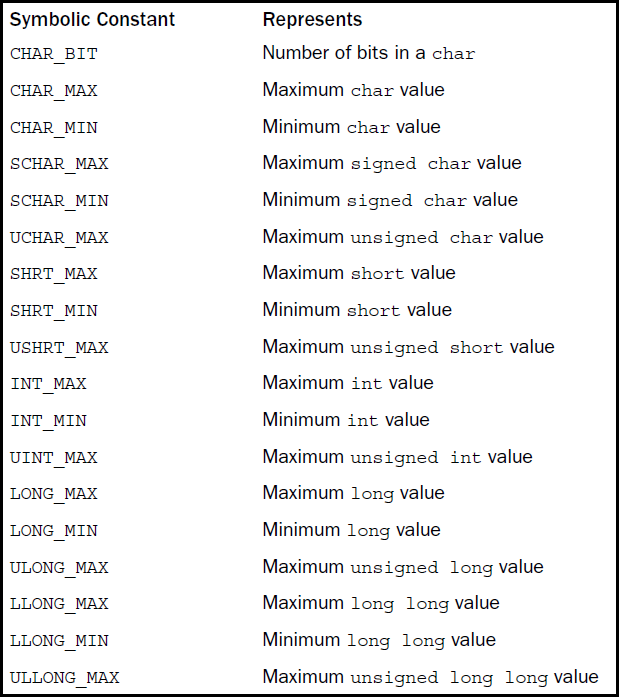 Symbolic Constant Represents
CHAR_BIT Number of bits in a char
CHAR_MAX Maximum char value
CHAR_MIN Minimum char value
SCHAR_MAX Maximum signed char value
SCHAR_MIN Minimum signed char value
UCHAR_MAX Maximum unsigned char value
SHRT_MAX Maximum short value
SHRT_MIN Minimum short value
USHRT_MAX Maximum unsigned short value
INT_MAX Maximum int value
INT_MIN Minimum int value
UINT_MAX Maximum unsigned int value
LONG_MAX Maximum long value
LONG_MIN Minimum long value
ULONG_MAX Maximum unsigned long value
LLONG_MAX Maximum long long value
LLONG_MIN Minimum long long value
ULLONG_MAX Maximum unsigned long long value